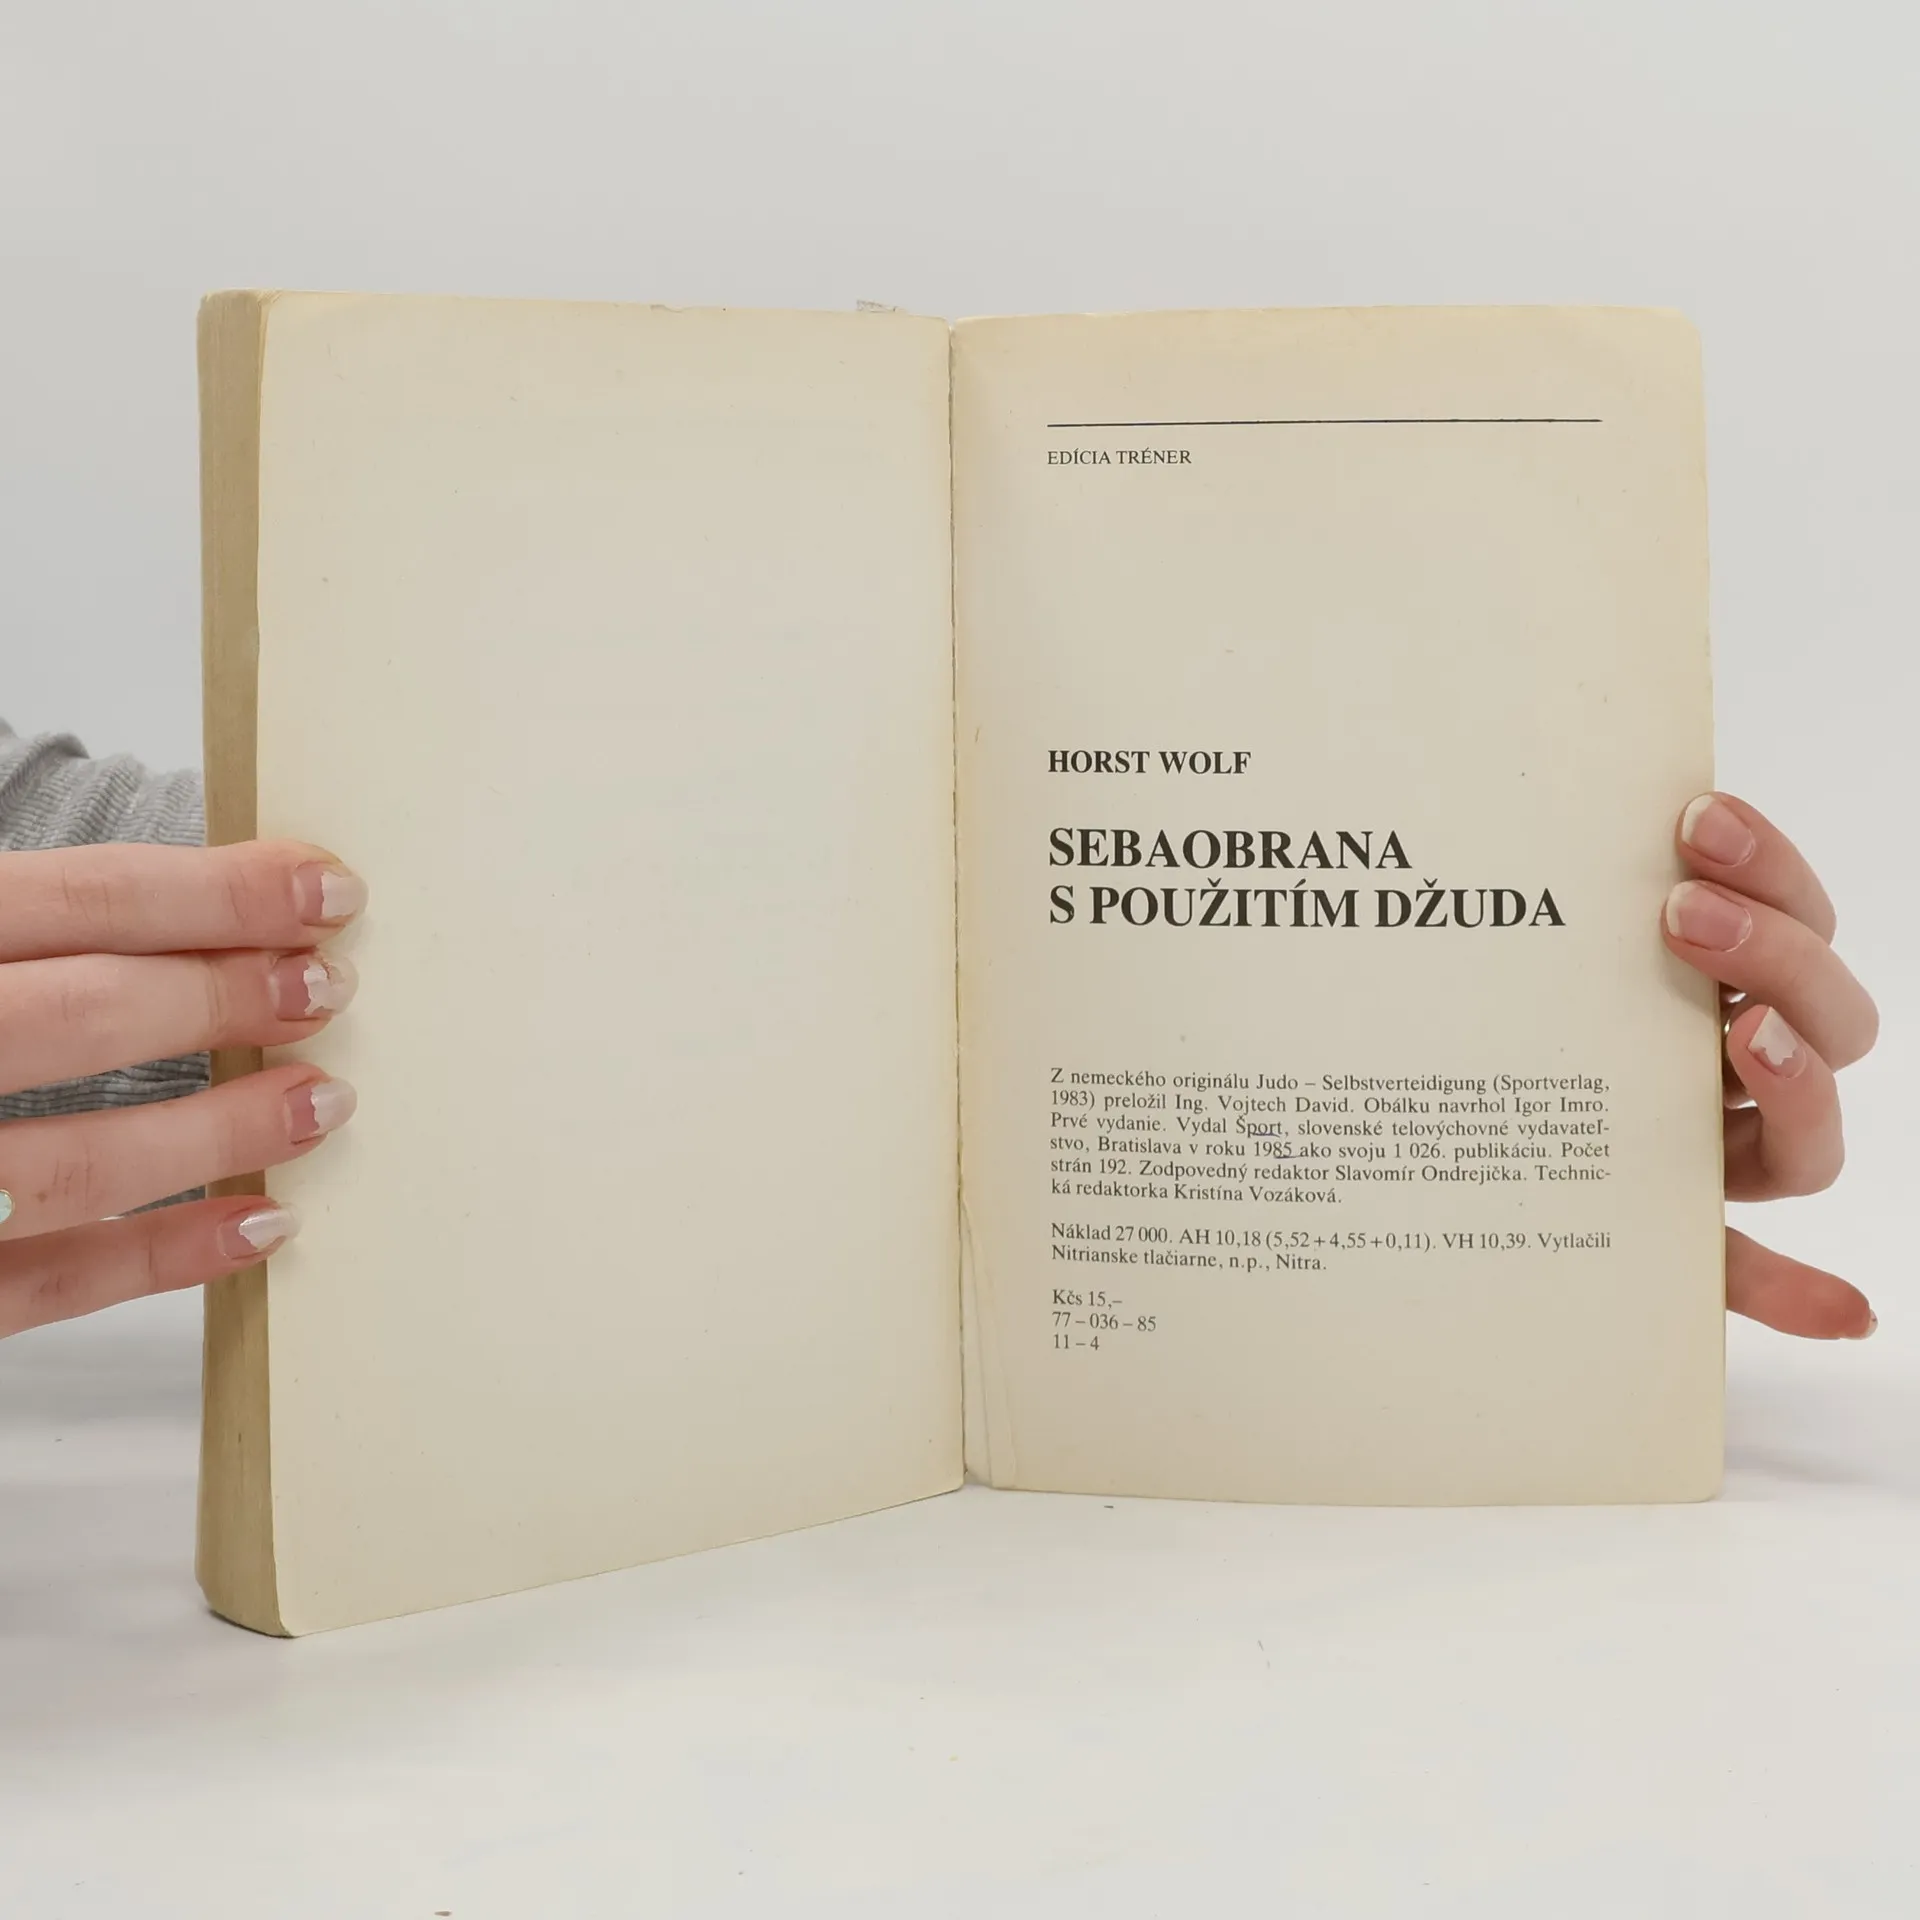 EDÍCIA TRÉNER
HORST WOLF
SEBAOBRANA
S POUŽITÍM DŽUDA
Z nemeckého originálu Judo – Selbstverteidigung (Sportverlag,
1983) preložil Ing. Vojtech David. Obálku navrhol Igor Imro.
Prvé vydanie. Vydal Šport, slovenské telovýchovné vydavateľ-
stvo, Bratislava v roku 1985 ako svoju 1 026. publikáciu. Počet
strán 192. Zodpovedný redaktor Slavomír Ondrejička. Technic-
ká redaktorka Kristína Vozáková.
Náklad 27 000. AH 10,18 (5,52 + 4,55 + 0,11). VH 10,39. Vytlačili
Nitrianske tlačiarne, n.p., Nitra.
Kčs 15,–
77 – 036 – 85
11 – 4